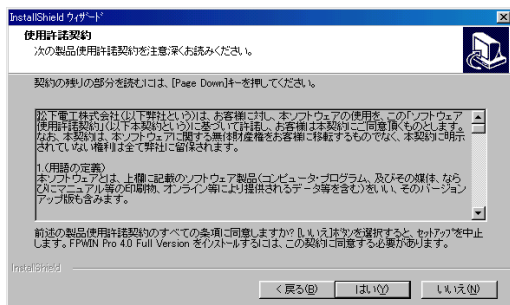 InstallShield ウィザード
使用許諾契約
次の製品使用許諾契約を注意深くお読みください。
契約の残りの部分を読むには、[Page Down]キーを押してください。
松下電工株式会社(以下弊社という)は、お客様に対し、本ソフトウェアの使用を、この「ソフトウェア
使用許諾契約」(以下本契約という)に基づいて許諾し、お客様は本契約にご同意頂くものとします。
なお、本契約は、本ソフトウェアに関する無体財産権をお客様に移転するものでなく、本契約に明示
されていない権利は全て弊社に留保されます。
1.(用語の定義)
本ソフトウェアとは、上欄に記載のソフトウェア製品(コンピュータ・プログラム、及びその媒体、なら
びにマニュアル等の印刷物、オンライン等により提供されるデータ等を含む)をいい、そのバージョン
アップ版も含みます。
前述の製品使用許諾契約のすべての条項に同意しますか? [いいえ]ボタンを選択すると、セットアップを中止
します。FPWIN Pro 4.0 Full Version をインストールするには、この契約に同意する必要があります。
InstallShield
< 戻る(B) はい(Y) いいえ(N)